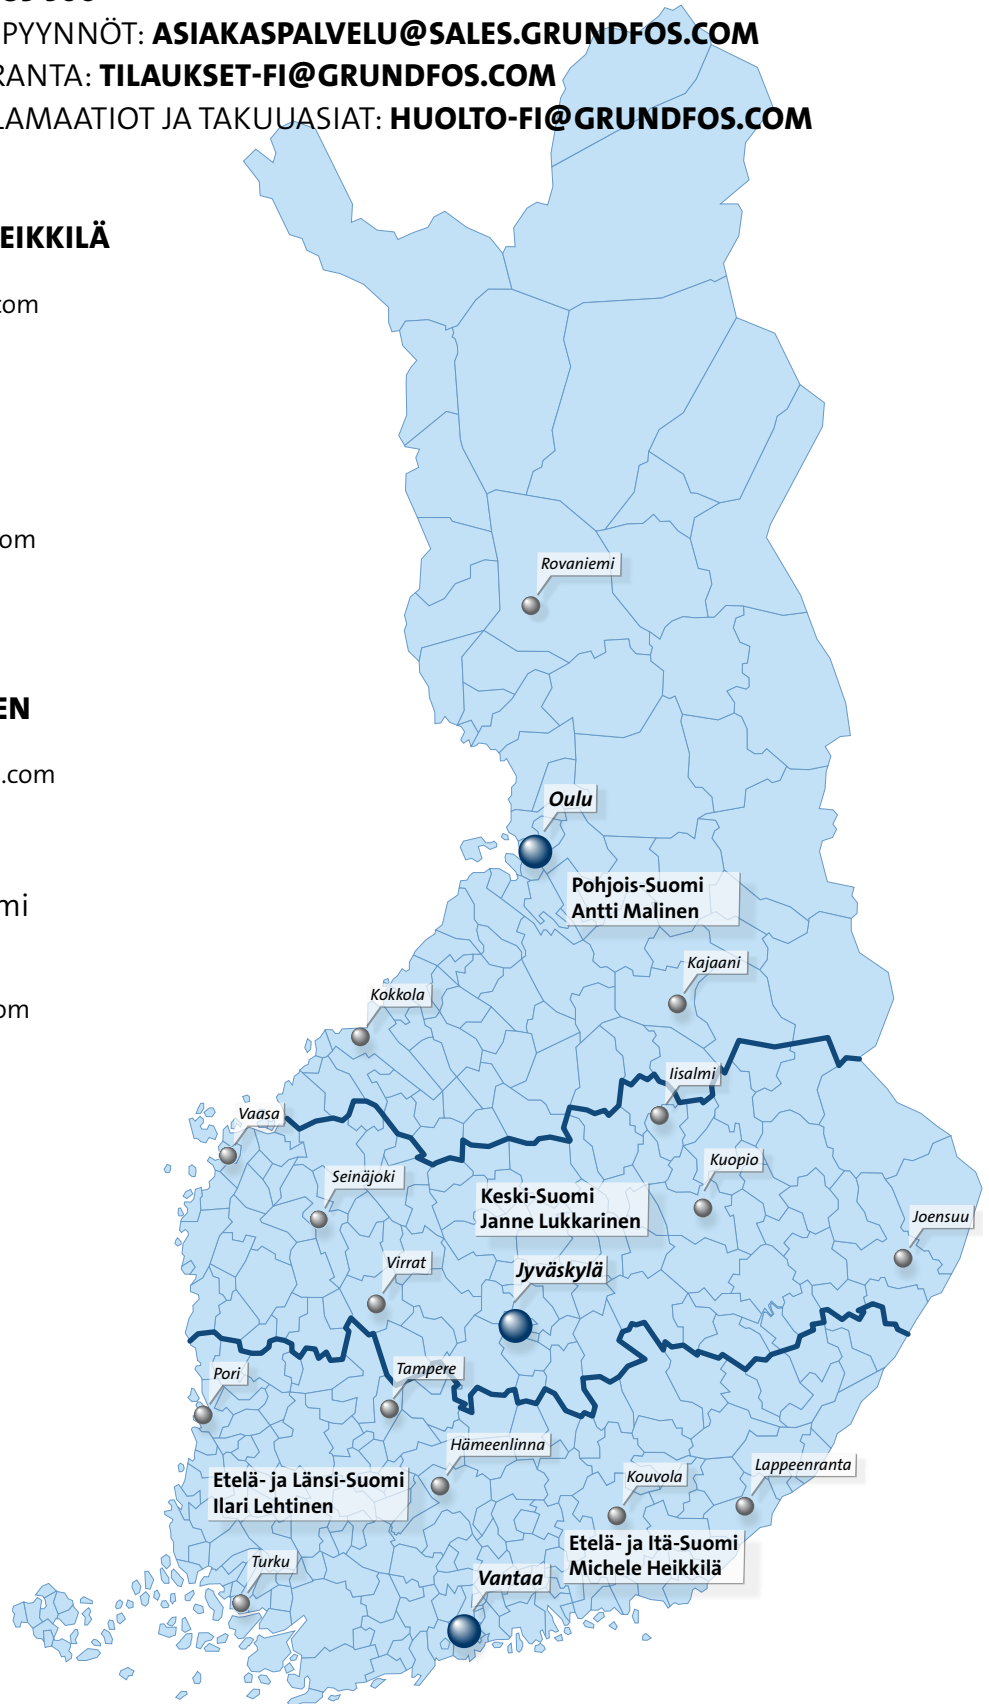 PYYNNÖT: ASIAKASPALVELU@SALES.GRUNDFOS.COM
RANTA: TILAUKSET-FI@GRUNDFOS.COM
LAMAATIOT JA TAKUUASIAT: HUOLTO-FI@GRUNDFOS.COM
EIKKILÄ
com
om
Rovaniemi
EN
.com
Oulu
Pohjois-Suomi
Antti Malinen
mi
Kajaani
Kokkola
om
Iisalmi
Vaasa
Kuopio
Seinäjoki
Keski-Suomi
Janne Lukkarinen
Joensuu
Virrat
Jyväskylä
Tampere
Pori
Hämeenlinna
Lappeenranta
Kouvola
Etelä- ja Länsi-Suomi
Ilari Lehtinen
Etelä- ja Itä-Suomi
Michele Heikkilä
Turku
Vantaa